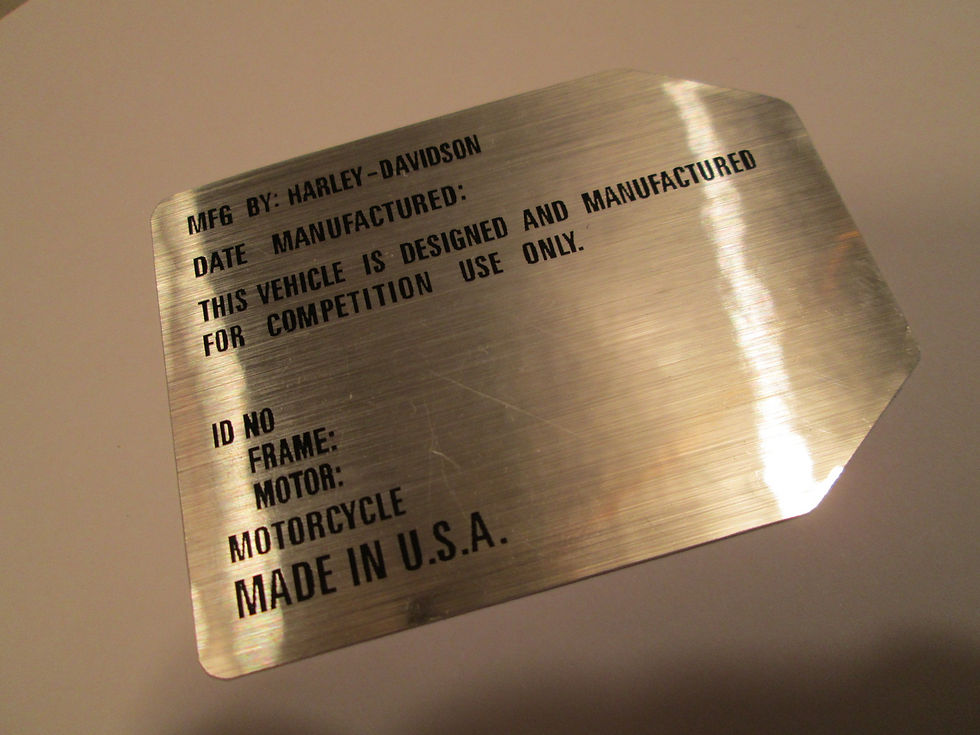 MFG BY: HARLEY-DAVIDSON
DATE MANUFACTURED:
THIS VEHICLE IS DESIGNED AND MANUFACTURED
FOR COMPETITION USE ONLY.
ID NO
FRAME:
MOTOR:
MOTORCYCLE
MADE IN U.S.A.